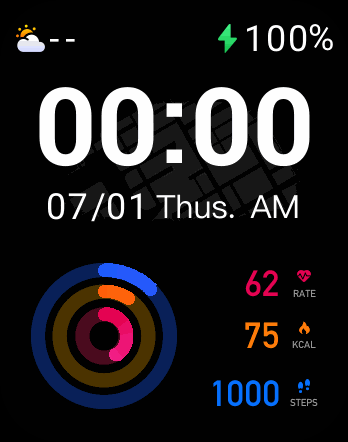 -- 100%
00:00
07/01 Thus. AM
62 RATE
75 KCAL
1000 STEPS